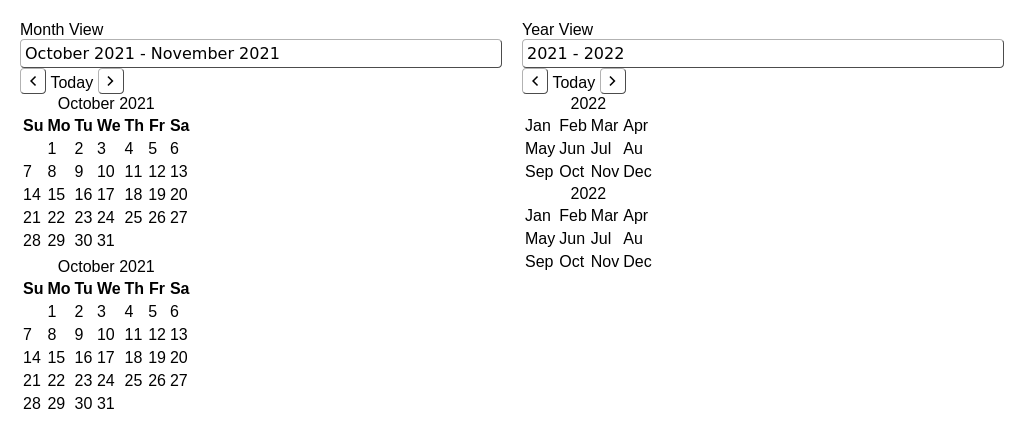 Month View
October 2021 - November 2021
Today
October 2021
Su Mo Tu We Th Fr Sa
1 2 3 4 5 6
7 8 9 10 11 12 13
14 15 16 17 18 19 20
21 22 23 24 25 26 27
28 29 30 31
October 2021
Su Mo Tu We Th Fr Sa
1 2 3 4 5 6
7 8 9 10 11 12 13
14 15 16 17 18 19 20
21 22 23 24 25 26 27
28 29 30 31
Year View
2021 - 2022
Today
2022
Jan Feb Mar Apr
May Jun Jul Au
Sep Oct Nov Dec
2022
Jan Feb Mar Apr
May Jun Jul Au
Sep Oct Nov Dec